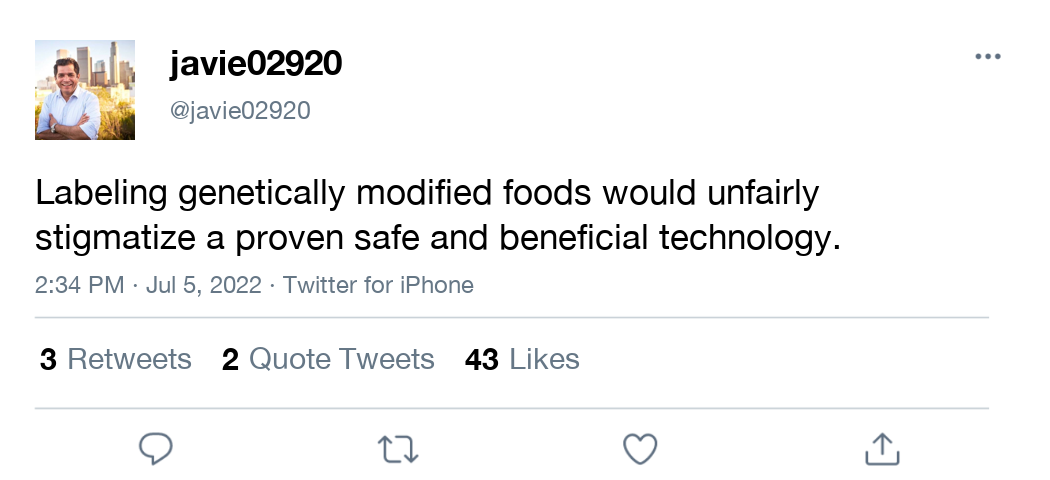 javie02920
@javie02920
Labeling genetically modified foods would unfairly
stigmatize a proven safe and beneficial technology.
2:34 PM · Jul 5, 2022 · Twitter for iPhone
3 Retweets 2 Quote Tweets 43 Likes